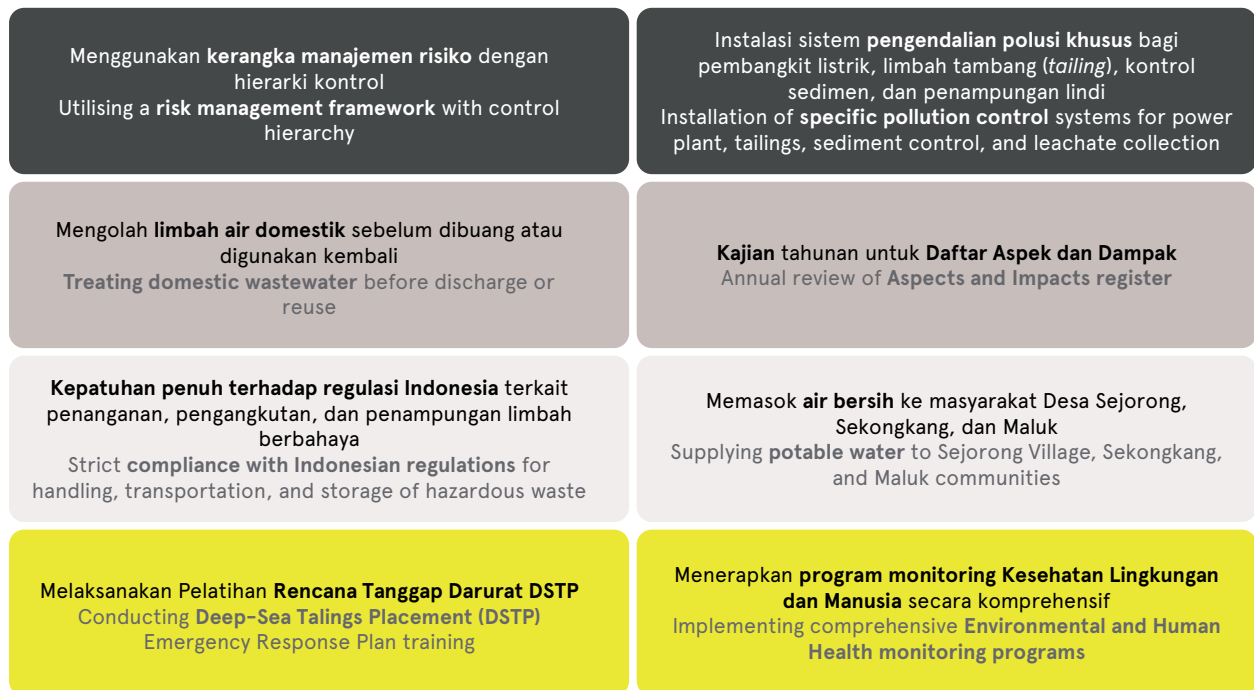 Menggunakan kerangka manajemen risiko dengan
hierarki kontrol
Utilising a risk management framework with control
hierarchy
Instalasi sistem pengendalian polusi khusus bagi
pembangkit listrik, limbah tambang (tailing), kontrol
sedimen, dan penampungan lindi
Installation of specific pollution control systems for power
plant, tailings, sediment control, and leachate collection
Mengolah limbah air domestik sebelum dibuang atau
digunakan kembali
Treating domestic wastewater before discharge or
reuse
Kajian tahunan untuk Daftar Aspek dan Dampak
Annual review of Aspects and Impacts register
Kepatuhan penuh terhadap regulasi Indonesia terkait
penanganan, pengangkutan, dan penampungan limbah
berbahaya
Strict compliance with Indonesian regulations for
handling, transportation, and storage of hazardous waste
Memasok air bersih ke masyarakat Desa Sejorong,
Sekongkang, dan Maluk
Supplying potable water to Sejorong Village, Sekongkang,
and Maluk communities
Melaksanakan Pelatihan Rencana Tanggap Darurat DSTP
Conducting Deep-Sea Talings Placement (DSTP)
Emergency Response Plan training
Menerapkan program monitoring Kesehatan Lingkungan
dan Manusia secara komprehensif
Implementing comprehensive Environmental and Human
Health monitoring programs